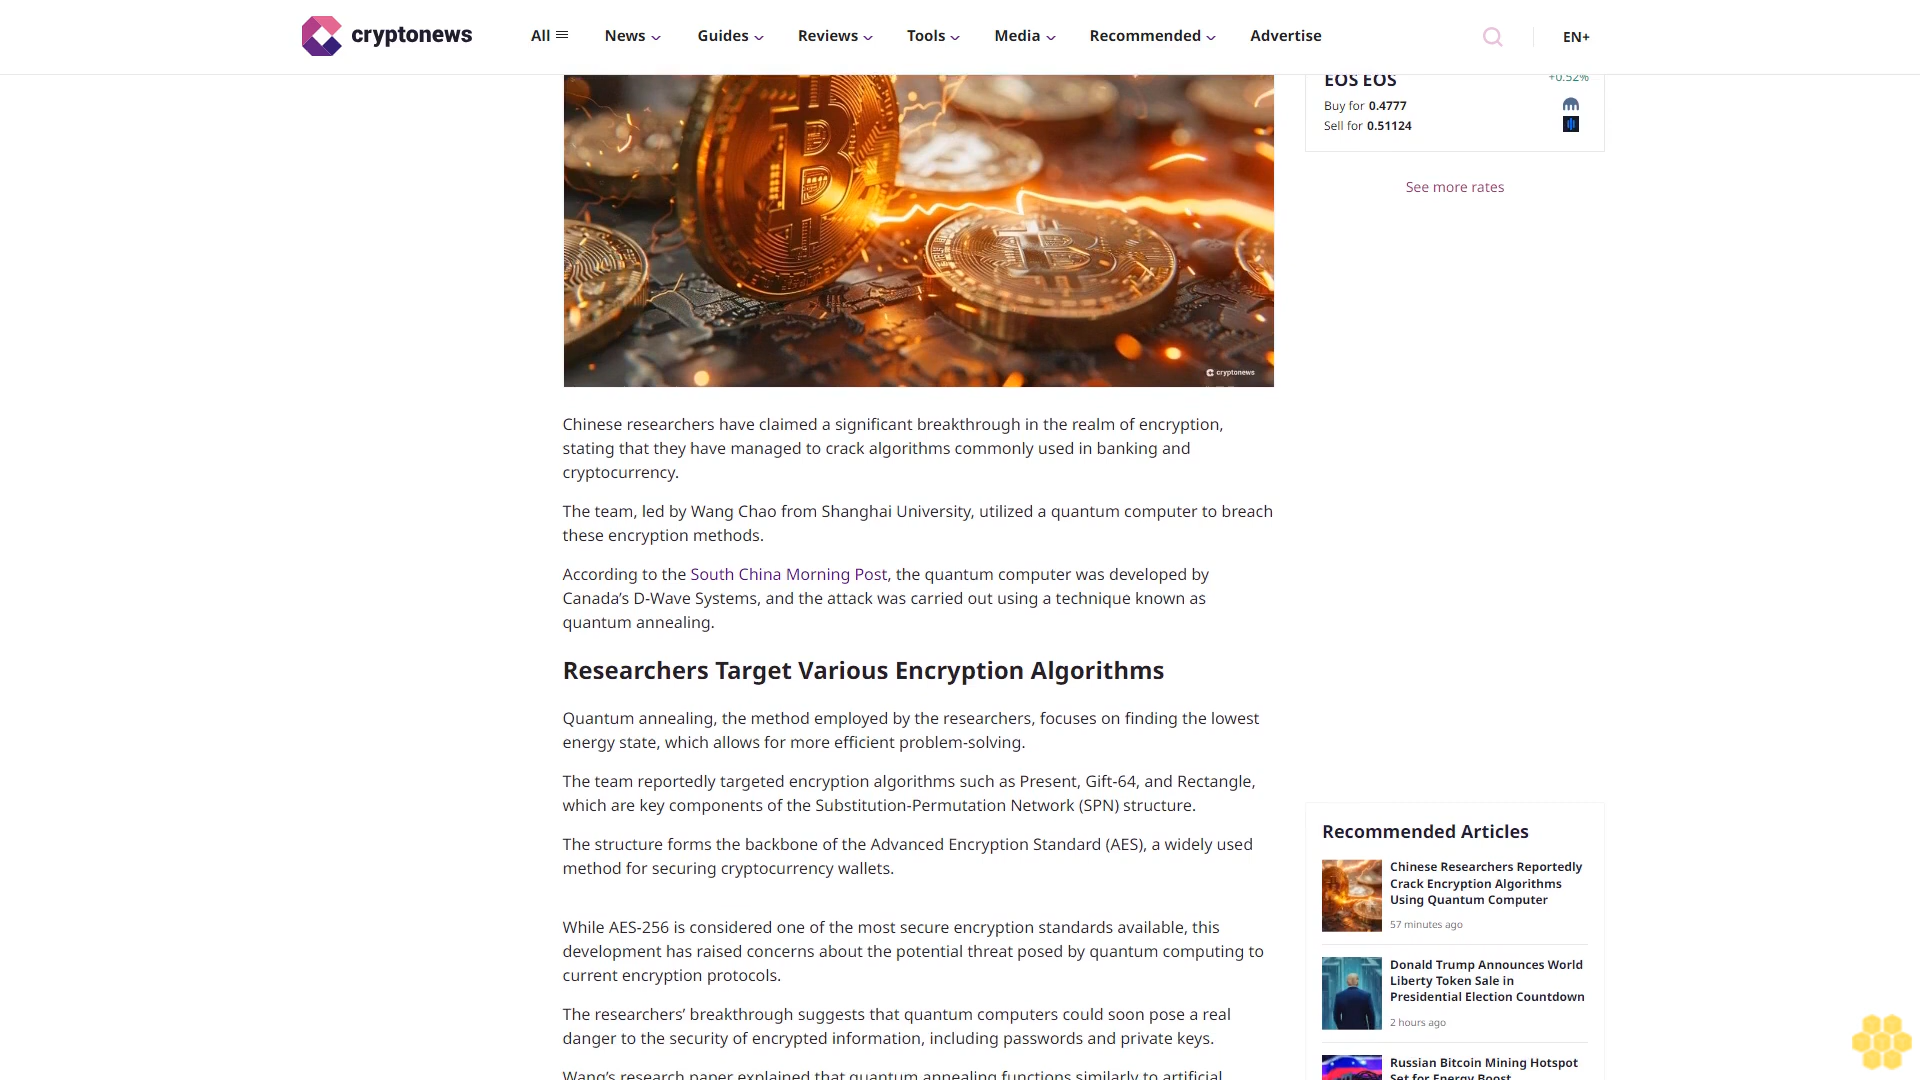 cryptonews
All
News
Guides
Reviews
Tools
Media
Recommended
Advertise
EN+
EOS EOS
+0.52%
Buy for 0.4777
Sell for 0.51124
See more rates
cryptonews
Chinese researchers have claimed a significant breakthrough in the realm of encryption,
stating that they have managed to crack algorithms commonly used in banking and
cryptocurrency.
The team, led by Wang Chao from Shanghai University, utilized a quantum computer to breach
these encryption methods.
According to the South China Morning Post, the quantum computer was developed by
Canada’s D-Wave Systems, and the attack was carried out using a technique known as
quantum annealing.
Researchers Target Various Encryption Algorithms
Quantum annealing, the method employed by the researchers, focuses on finding the lowest
energy state, which allows for more efficient problem-solving.
The team reportedly targeted encryption algorithms such as Present, Gift-64, and Rectangle,
which are key components of the Substitution-Permutation Network (SPN) structure.
The structure forms the backbone of the Advanced Encryption Standard (AES), a widely used
method for securing cryptocurrency wallets.
While AES-256 is considered one of the most secure encryption standards available, this
development has raised concerns about the potential threat posed by quantum computing to
current encryption protocols.
The researchers’ breakthrough suggests that quantum computers could soon pose a real
danger to the security of encrypted information, including passwords and private keys.
Wang’s research paper explained that quantum annealing functions similarly to artificial
Recommended Articles
Chinese Researchers Reportedly
Crack Encryption Algorithms
Using Quantum Computer
57 minutes ago
Donald Trump Announces World
Liberty Token Sale in
Presidential Election Countdown
2 hours ago
Russian Bitcoin Mining Hotspot
Set for Energy Boost